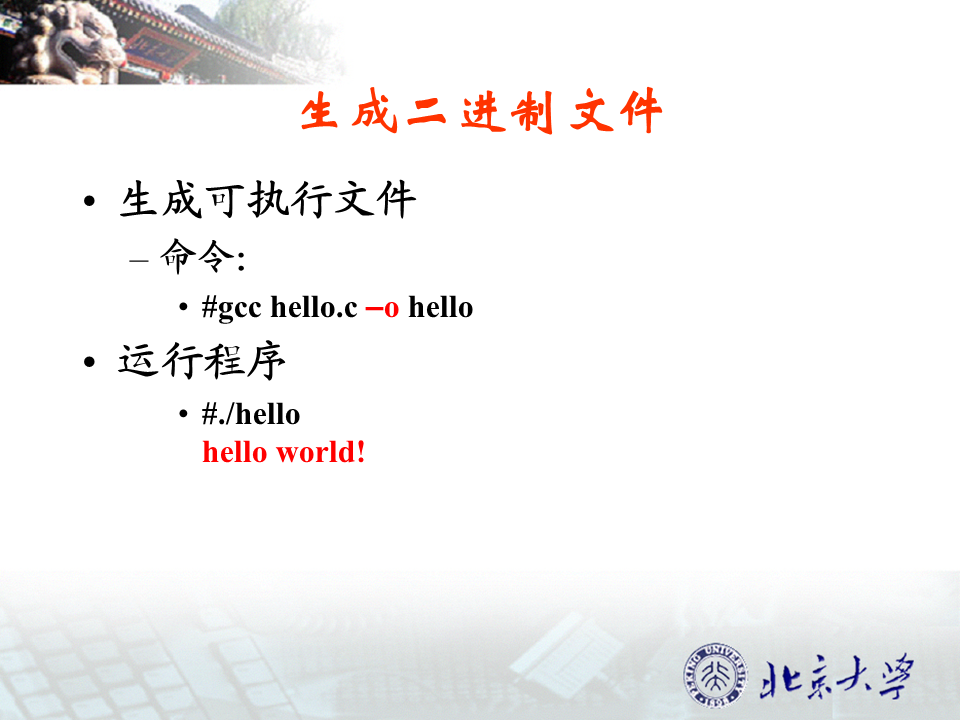 生成二进制文件
• 生成可执行文件
– 命令:
• #gcc hello.c –o hello
• 运行程序
• #./hello
hello world!
PEKING UNIVERSITY
1898
北京大学